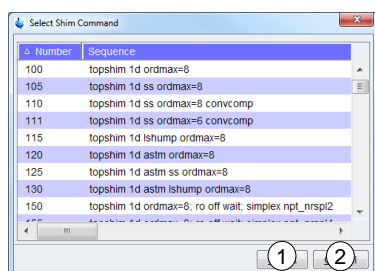 Select Shim Command
Number Sequence
100 topshim 1d ordmax=8
105 topshim 1d ss ordmax=8
110 topshim 1d ss ordmax=8 convcomp
111 topshim 1d ss ordmax=6 convcomp
115 topshim 1d lshump ordmax=8
120 topshim 1d astm ordmax=8
125 topshim 1d astm ss ordmax=8
130 topshim 1d astm lshump ordmax=8
150 topshim 1d ordmax=8; ro off wait; simplex npt_nrspl2
1 2